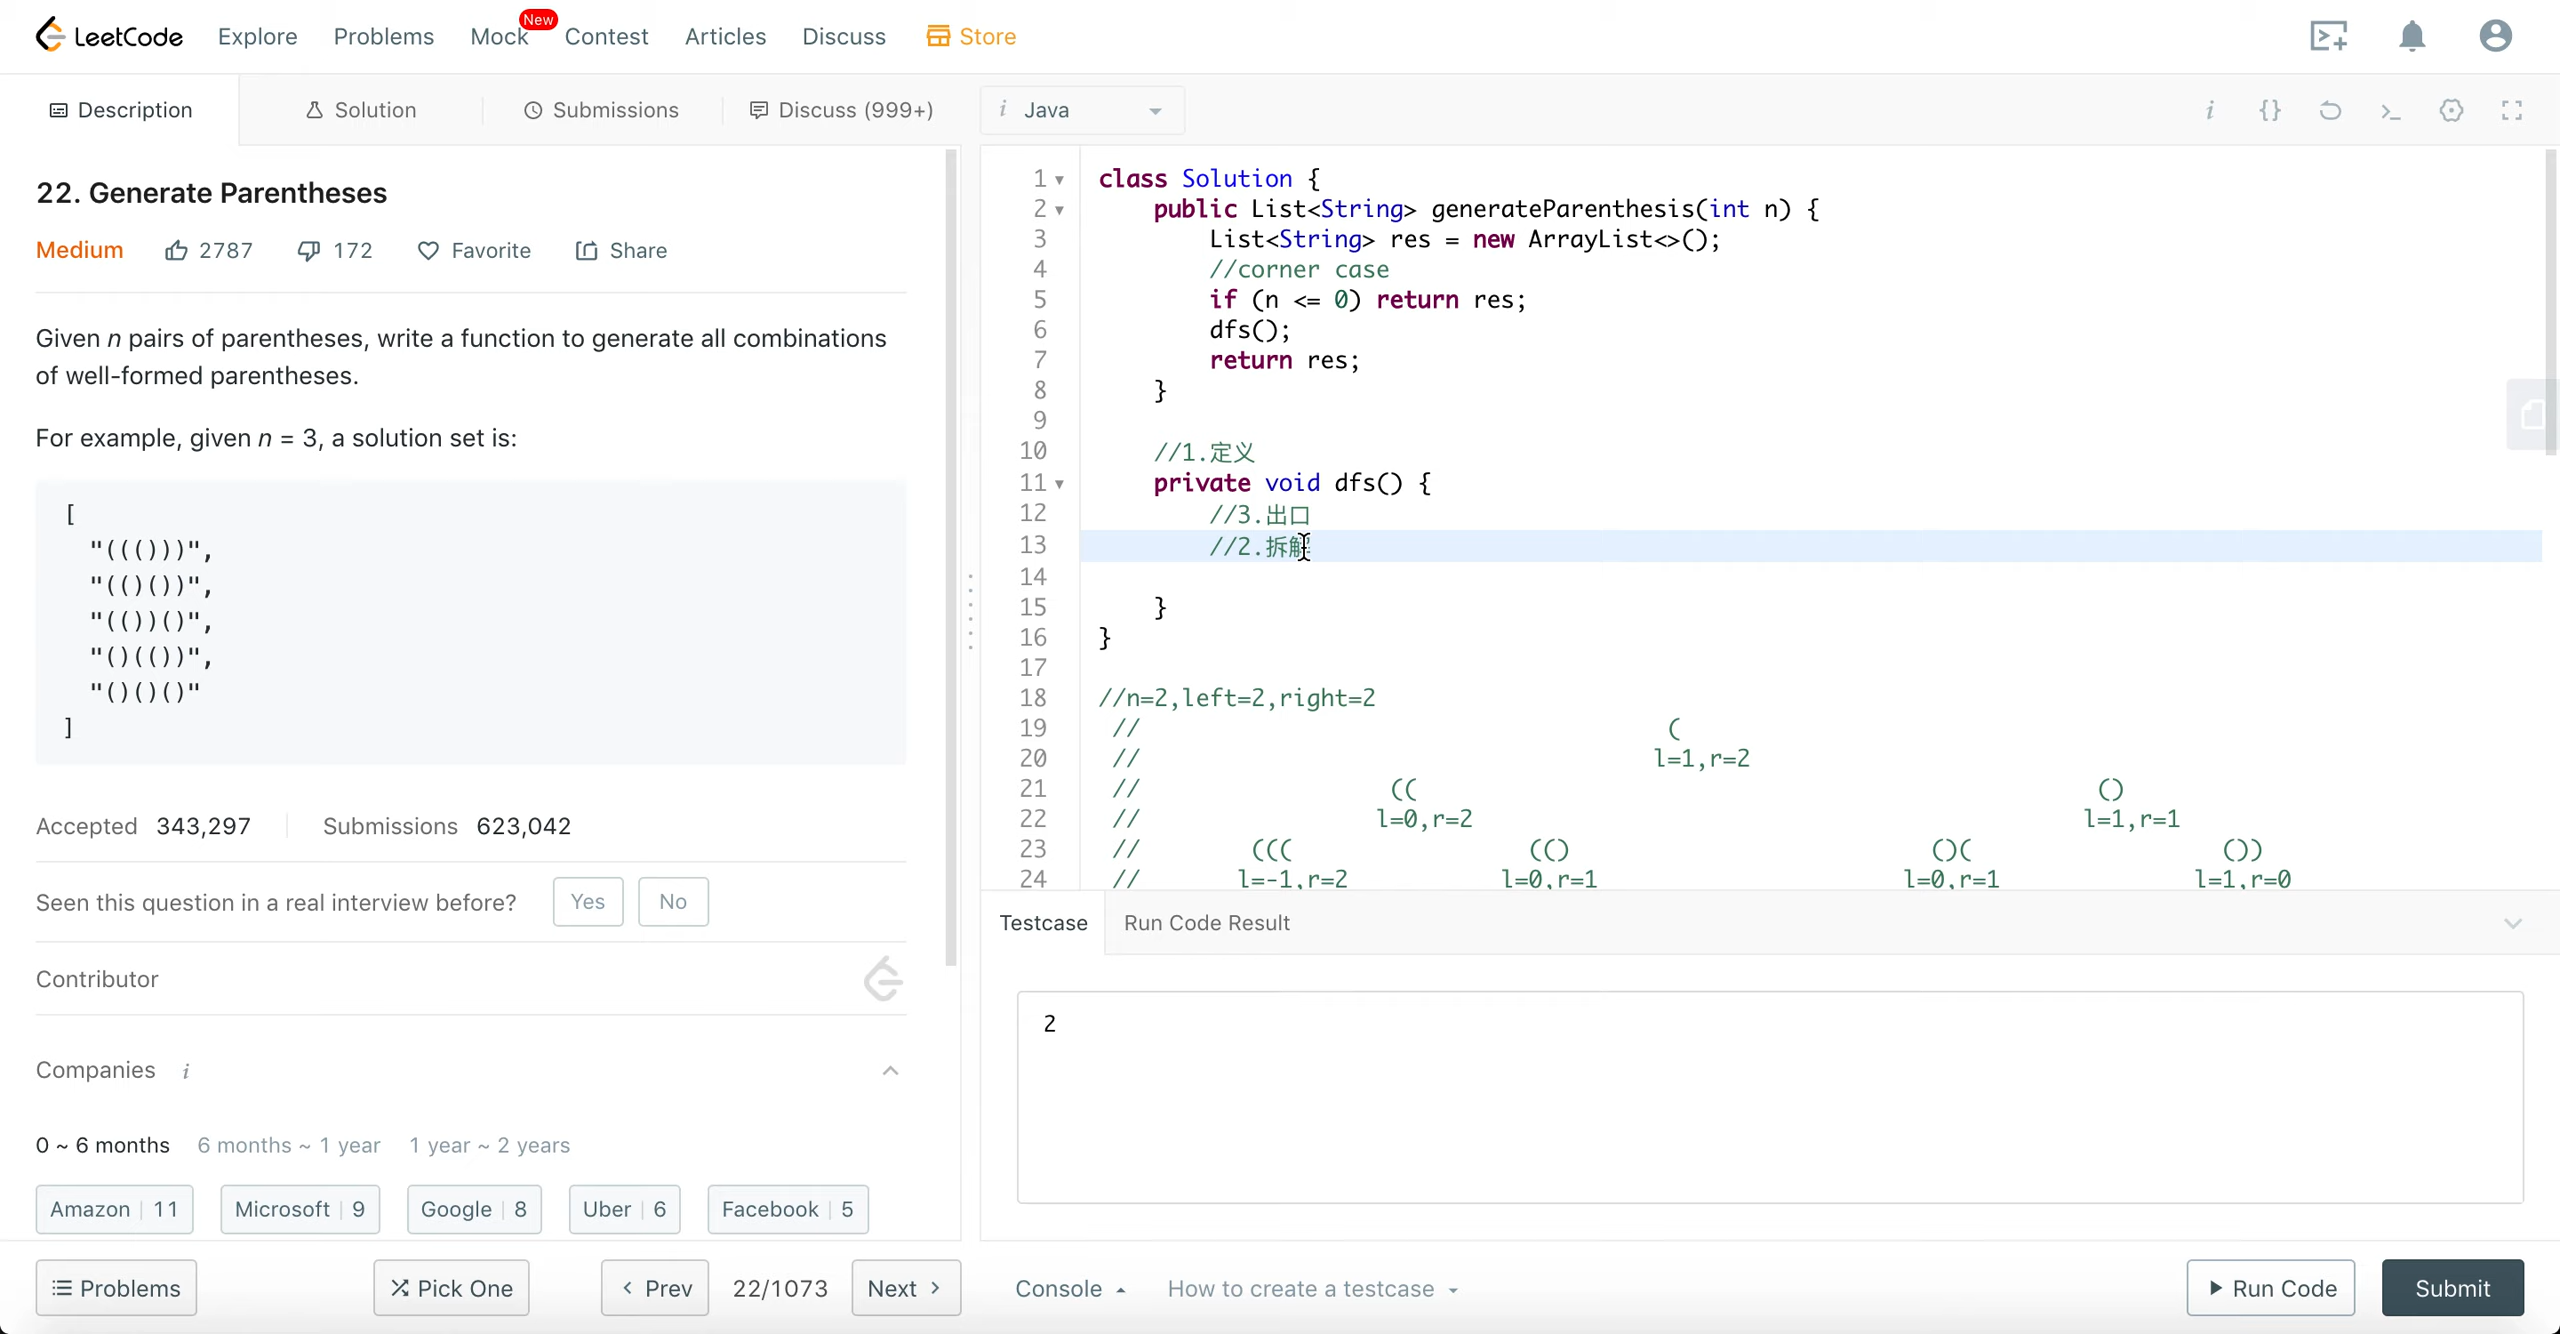 LeetCode Explore Problems Mock New Contest Articles Discuss Store
Description Solution Submissions Discuss (999+)
22. Generate Parentheses
Medium 2787 172 Favorite Share
Given n pairs of parentheses, write a function to generate all combinations
of well-formed parentheses.
For example, given n = 3, a solution set is:
[
"((()))",
"(()())",
"(())()",
"()(())",
"()()()"
]
Accepted 343,297 Submissions 623,042
Seen this question in a real interview before? Yes No
Contributor
Companies i
0 ~ 6 months 6 months ~ 1 year 1 year ~ 2 years
Amazon 11 Microsoft 9 Google 8 Uber 6 Facebook 5
Problems Pick One Prev 22/1073 Next
i Java i {}
1 class Solution {
2 public List<String> generateParenthesis(int n) {
3 List<String> res = new ArrayList<>();
4 //corner case
5 if (n <= 0) return res;
6 dfs();
7 return res;
8 }
9
10 //1.定义
11 private void dfs() {
12 //3.出口
13 //2.拆解
14
15 }
16 }
17
18 //n=2,left=2,right=2
19 // (
20 // l=1,r=2
21 // (( ()
22 // l=0,r=2 l=1,r=1
23 // ((( (() ()( ())
24 // l=-1,r=2 l=0,r=1 l=0,r=1 l=1,r=0
Testcase Run Code Result
2
Console How to create a testcase Run Code Submit